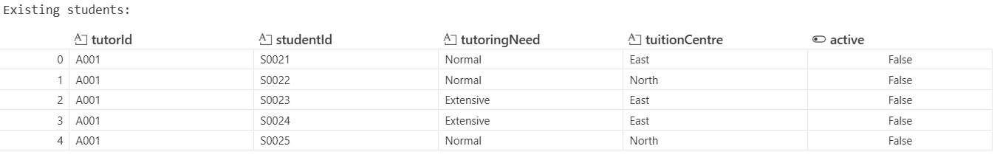 Existing students:
tutorId studentId tutoringNeed tuitionCentre active
0 A001 S0021 Normal East False
1 A001 S0022 Normal North False
2 A001 S0023 Extensive East False
3 A001 S0024 Extensive East False
4 A001 S0025 Normal North False